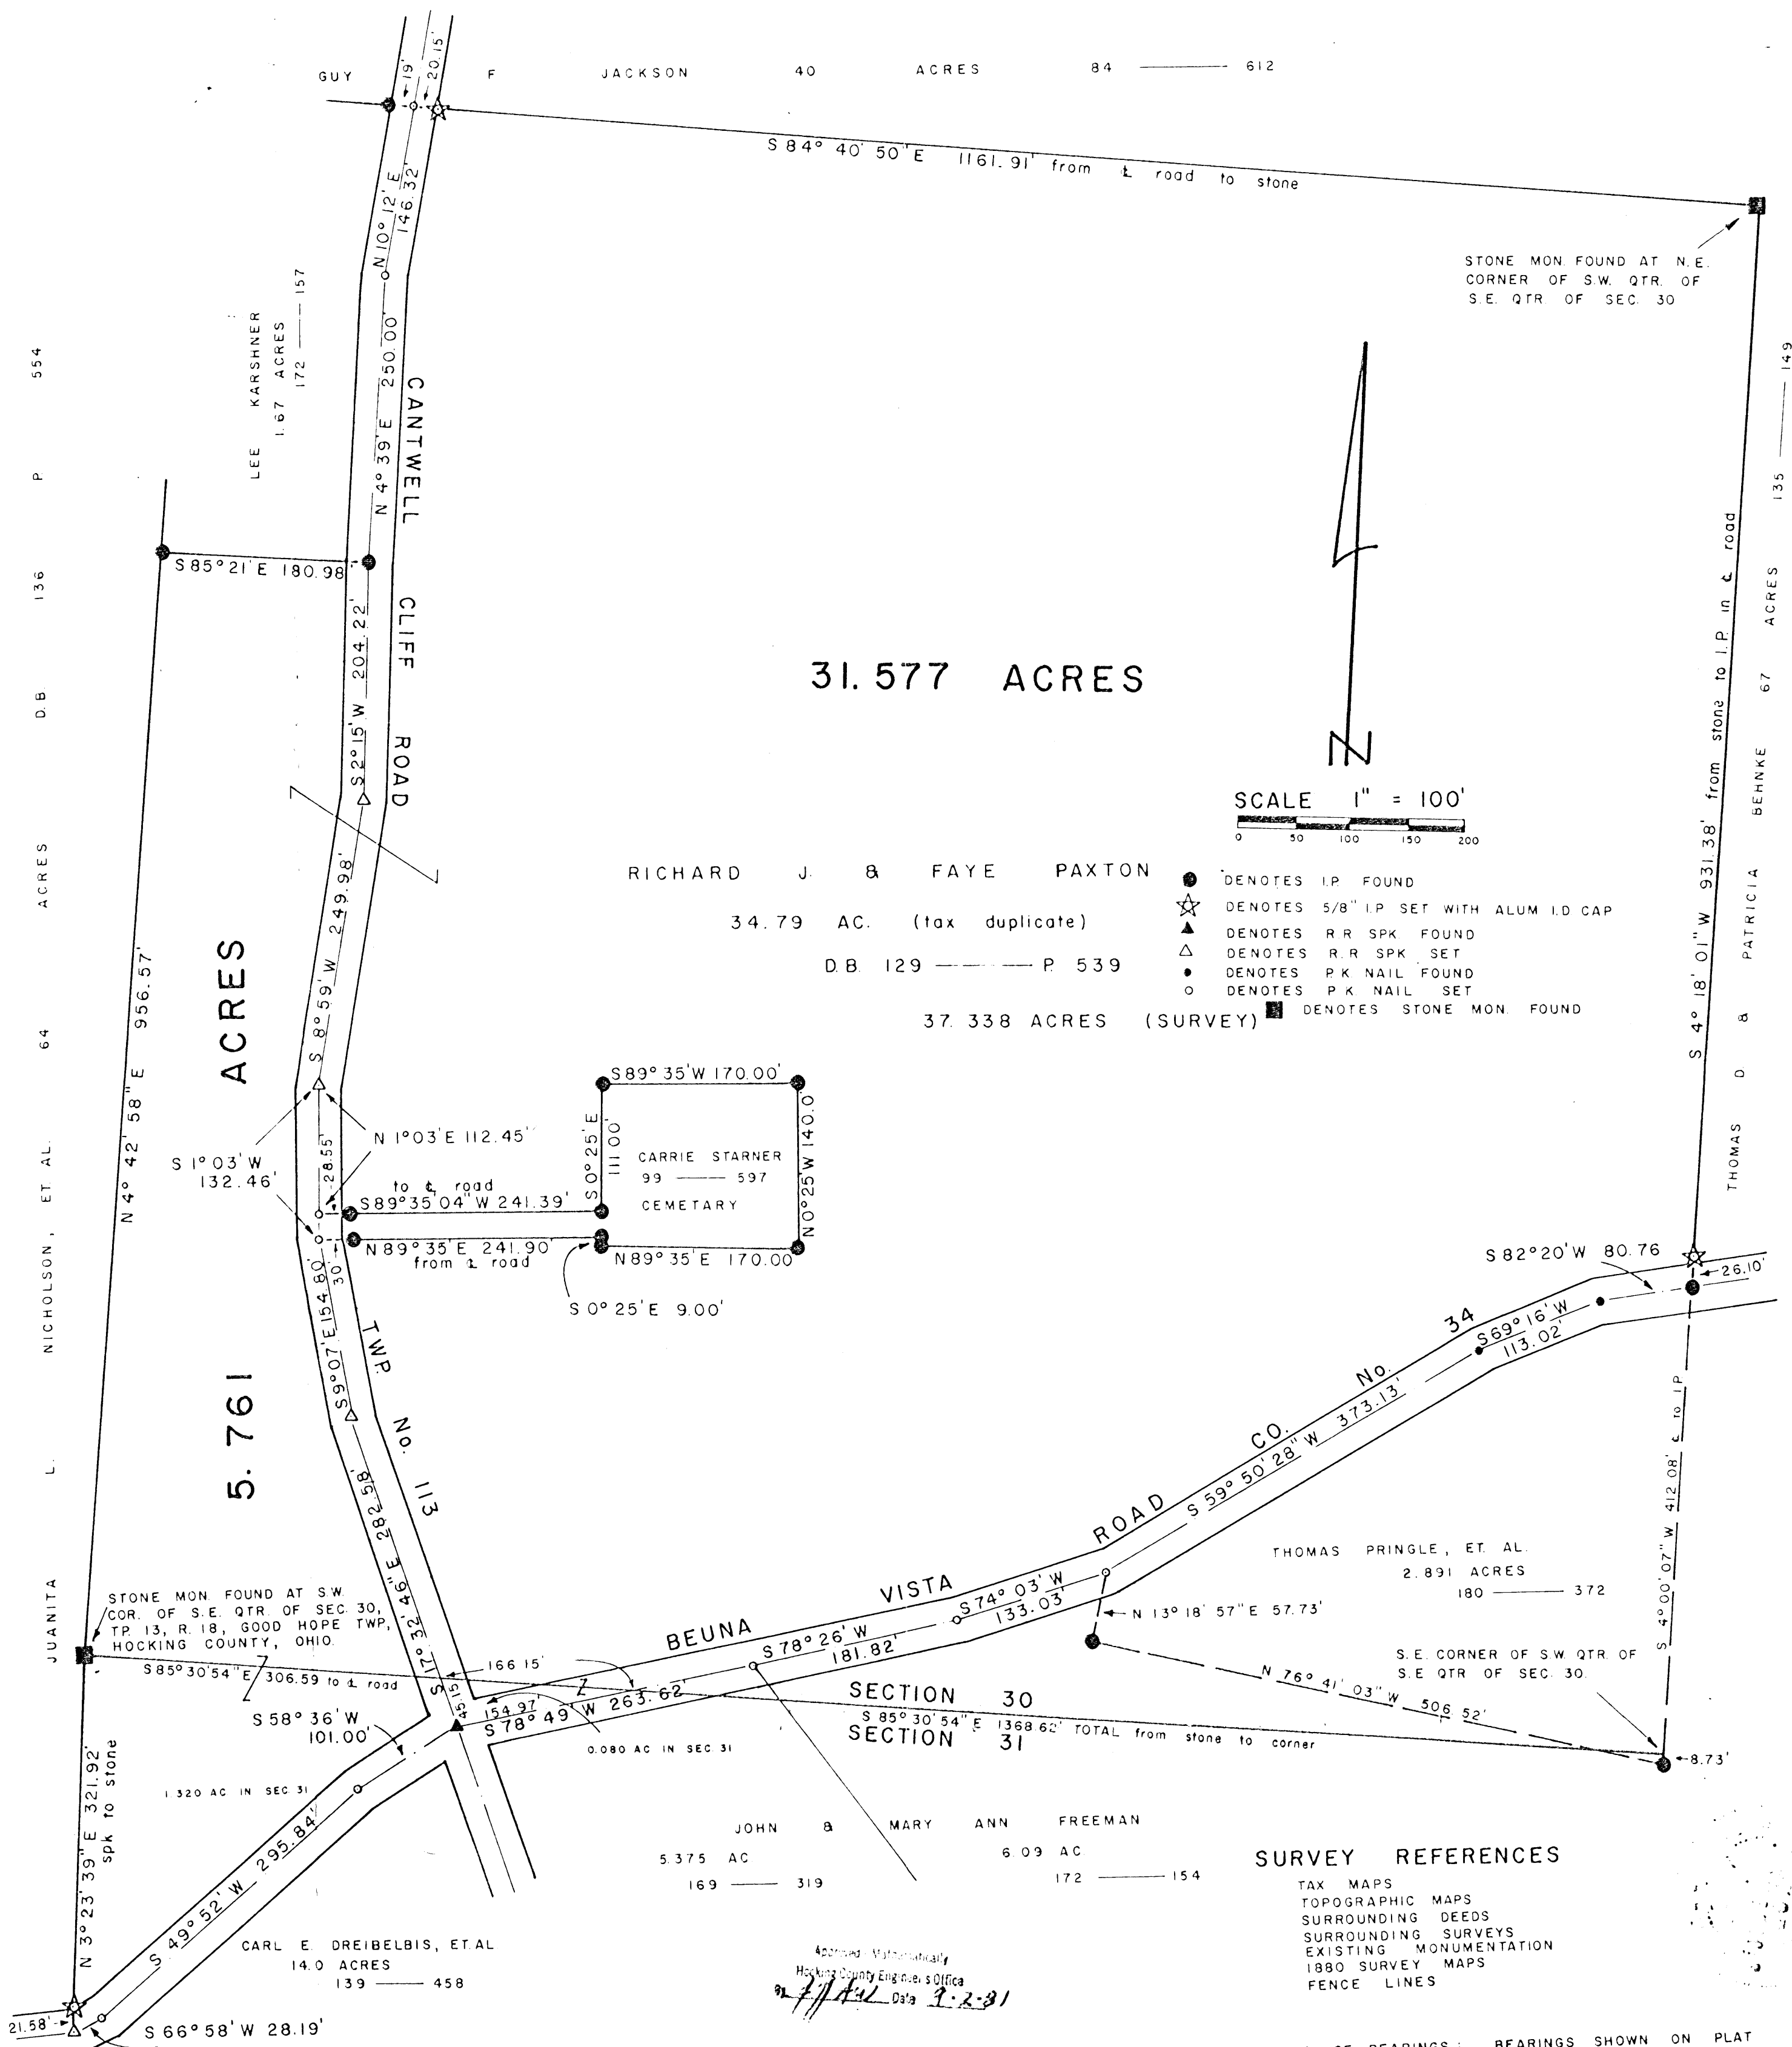 19'
20.15'
GUY F JACKSON 40 ACRES 84 612
S 84° 40' 50" E 1161.91' from ℄ road to stone
N 10° 12' E
146.32'
STONE MON. FOUND AT N.E.
CORNER OF S.W. QTR. OF
S.E. QTR. OF SEC. 30
LEE KARSHNER
1.67 ACRES
172 157
N 4° 39' E 250.00'
CANTWELL CLIFF ROAD
S 85° 21' E 180.98'
S 2° 15' W 204.22'
31.577 ACRES
N
SCALE 1" = 100'
0 50 100 150 200
RICHARD J. & FAYE PAXTON
34.79 AC. (tax duplicate)
D.B. 129 P. 539
37.338 ACRES (SURVEY)
DENOTES I.P. FOUND
DENOTES 5/8" I.P. SET WITH ALUM I.D. CAP
DENOTES R.R. SPK FOUND
DENOTES R.R. SPK SET
DENOTES P.K. NAIL FOUND
DENOTES P.K. NAIL SET
DENOTES STONE MON. FOUND
S 4° 18' 01" W 931.38' from stone to I.P. in ℄ road
THOMAS D & PATRICIA BEHNKE 67 ACRES 135 149
JUANITA L. NICHOLSON, ET AL. 64 ACRES D.B 136 P. 554
N 4° 42' 58" E 956.57'
5.761 ACRES
S 8° 59' W 249.98'
N 1° 03' E 112.45'
S 1° 03' W
132.46'
28.55'
to ℄ road
S 89° 35' 04" W 241.39'
N 89° 35' E 241.90'
from ℄ road
S 89° 35' W 170.00'
S 0° 25' E
111.00'
CARRIE STARNER
99 597
CEMETARY
N 0° 25' W 140.0
N 89° 35' E 170.00'
S 0° 25' E 9.00'
30'
S 9° 07' E 154.80'
TWP. No. 113
S 17° 32' 46" E 282.58'
S 82° 20' W 80.76
26.10'
S 69° 16' W
113.02'
BEUNA VISTA ROAD CO. No. 34
S 59° 50' 28" W 373.13'
S 74° 03' W
133.03'
S 78° 26' W
181.82'
N 13° 18' 57" E 57.73'
THOMAS PRINGLE, ET. AL.
2.891 ACRES
180 372
S 4° 00' 07" W 412.08' ℄ to I.P.
S.E. CORNER OF S.W. QTR. OF
S.E. QTR OF SEC. 30.
N 76° 41' 03" W 506.52'
8.73'
STONE MON. FOUND AT S.W.
COR. OF S.E. QTR. OF SEC. 30,
TP. 13, R. 18, GOOD HOPE TWP,
HOCKING COUNTY, OHIO.
S 85° 30' 54" E 306.59 to ℄ road
166.15'
45.15'
154.97'
S 78° 49' W 263.62'
SECTION 30
S 85° 30' 54" E 1368.62' TOTAL from stone to corner
SECTION 31
S 58° 36' W
101.00'
0.080 AC IN SEC 31
1.320 AC IN SEC 31
N 3° 23' 39" E 321.92'
spk to stone
S 49° 52' W 295.84'
JOHN & MARY ANN FREEMAN
5.375 AC 6.09 AC
169 319 172 154
CARL E. DREIBELBIS, ET. AL
14.0 ACRES
139 458
21.58'
S 66° 58' W 28.19'
Approved Mathematically
Hocking County Engineer's Office
Date 9-2-81
SURVEY REFERENCES
TAX MAPS
TOPOGRAPHIC MAPS
SURROUNDING DEEDS
SURROUNDING SURVEYS
EXISTING MONUMENTATION
1880 SURVEY MAPS
FENCE LINES
BEARINGS: BEARINGS SHOWN ON PLAT